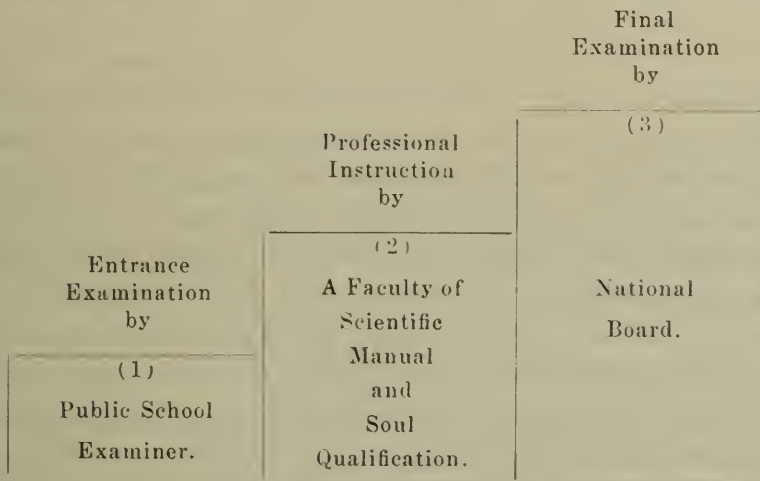 Entrance
Examination
by
(1)
Public School
Examiner.
Professional
Instruction
by
(2)
A Faculty of
Scientific
Manual
and
Soul
Qualification.
Final
Examination
by
(3)
National
Board.